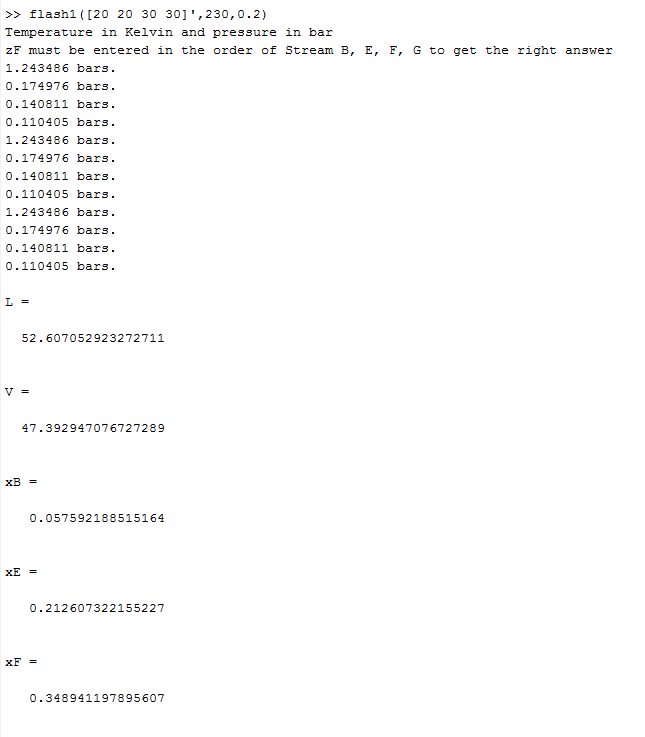 >> flash1([20 20 30 30]',230,0.2)
Temperature in Kelvin and pressure in bar
zF must be entered in the order of Stream B, E, F, G to get the right answer
1.243486 bars.
0.174976 bars.
0.140811 bars.
0.110405 bars.
1.243486 bars.
0.174976 bars.
0.140811 bars.
0.110405 bars.
1.243486 bars.
0.174976 bars.
0.140811 bars.
0.110405 bars.
L =
52.607052923272711
V =
47.392947076727289
xB =
0.057592188515164
xE =
0.212607322155227
xF =
0.348941197895607